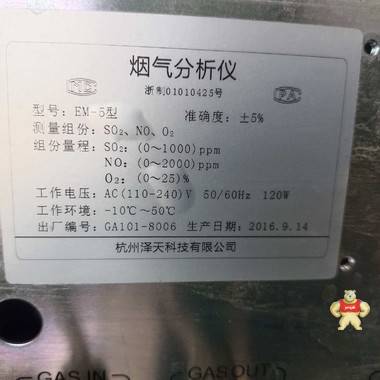 烟气分析仪
浙制01010425号
型号: EM-5型 准确度: ±5%
测量组份: SO₂、NO、O₂
组份量程: SO₂: (0~1000)ppm
NO: (0~2000)ppm
O₂: (0~25)%
工作电压: AC(110-240)V 50/60Hz 120W
工作环境: -10℃~50℃
出厂编号: GA101-8006 生产日期: 2016.9.14
杭州泽天科技有限公司
GAS IN GAS OUT